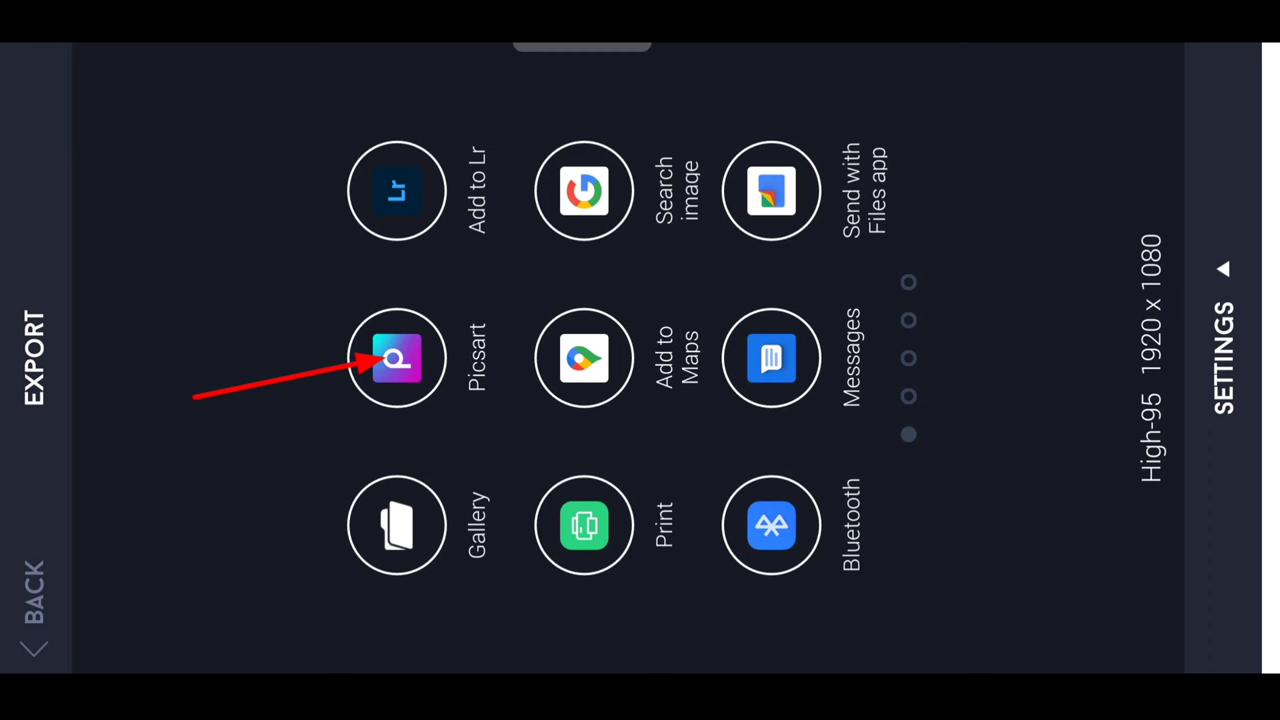 BACK
EXPORT
Gallery
Picsart
Lr
Add to Lr
Print
Add to
Maps
Search
image
Bluetooth
Messages
Send with
Files app
High-95 1920 x 1080
SETTINGS